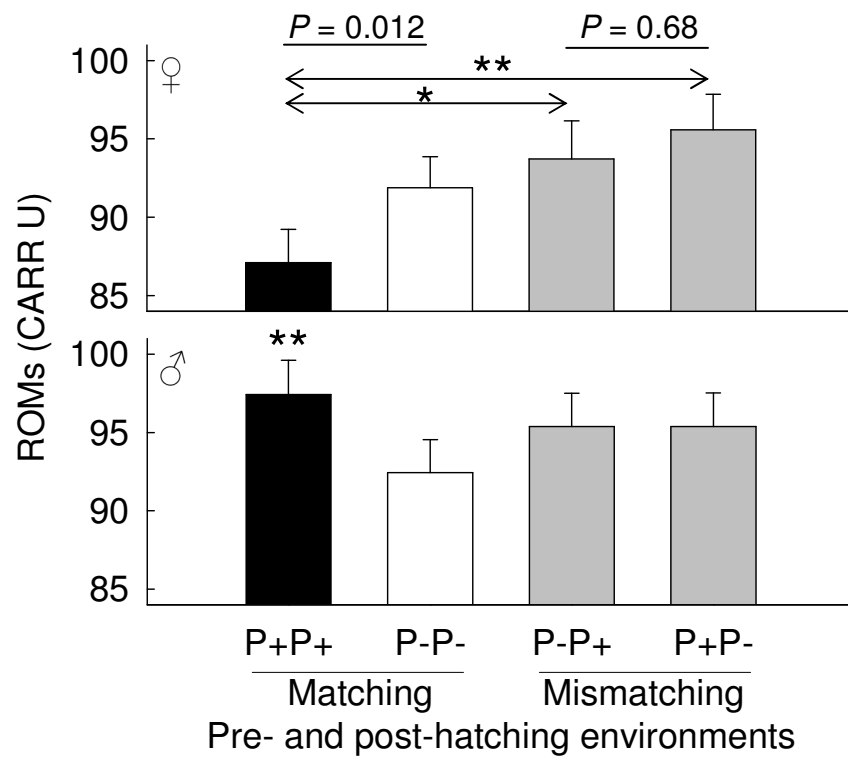 P = 0.012
P = 0.68
100
♀
**
*
95
90
85
ROMs (CARR U)
**
100
♂
95
90
85
P+P+ P-P- P-P+ P+P-
Matching Mismatching
Pre- and post-hatching environments